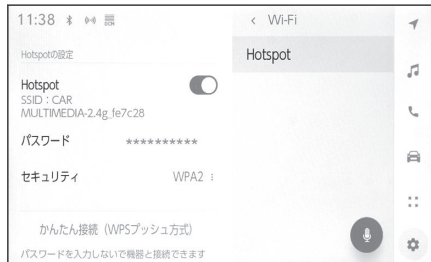 11:38
Hotspotの設定
Hotspot
SSID：CAR
MULTIMEDIA-2.4g_fe7c28
パスワード **********
セキュリティ WPA2
かんたん接続（WPSプッシュ方式）
パスワードを入力しないで機器と接続できます
< Wi-Fi
Hotspot